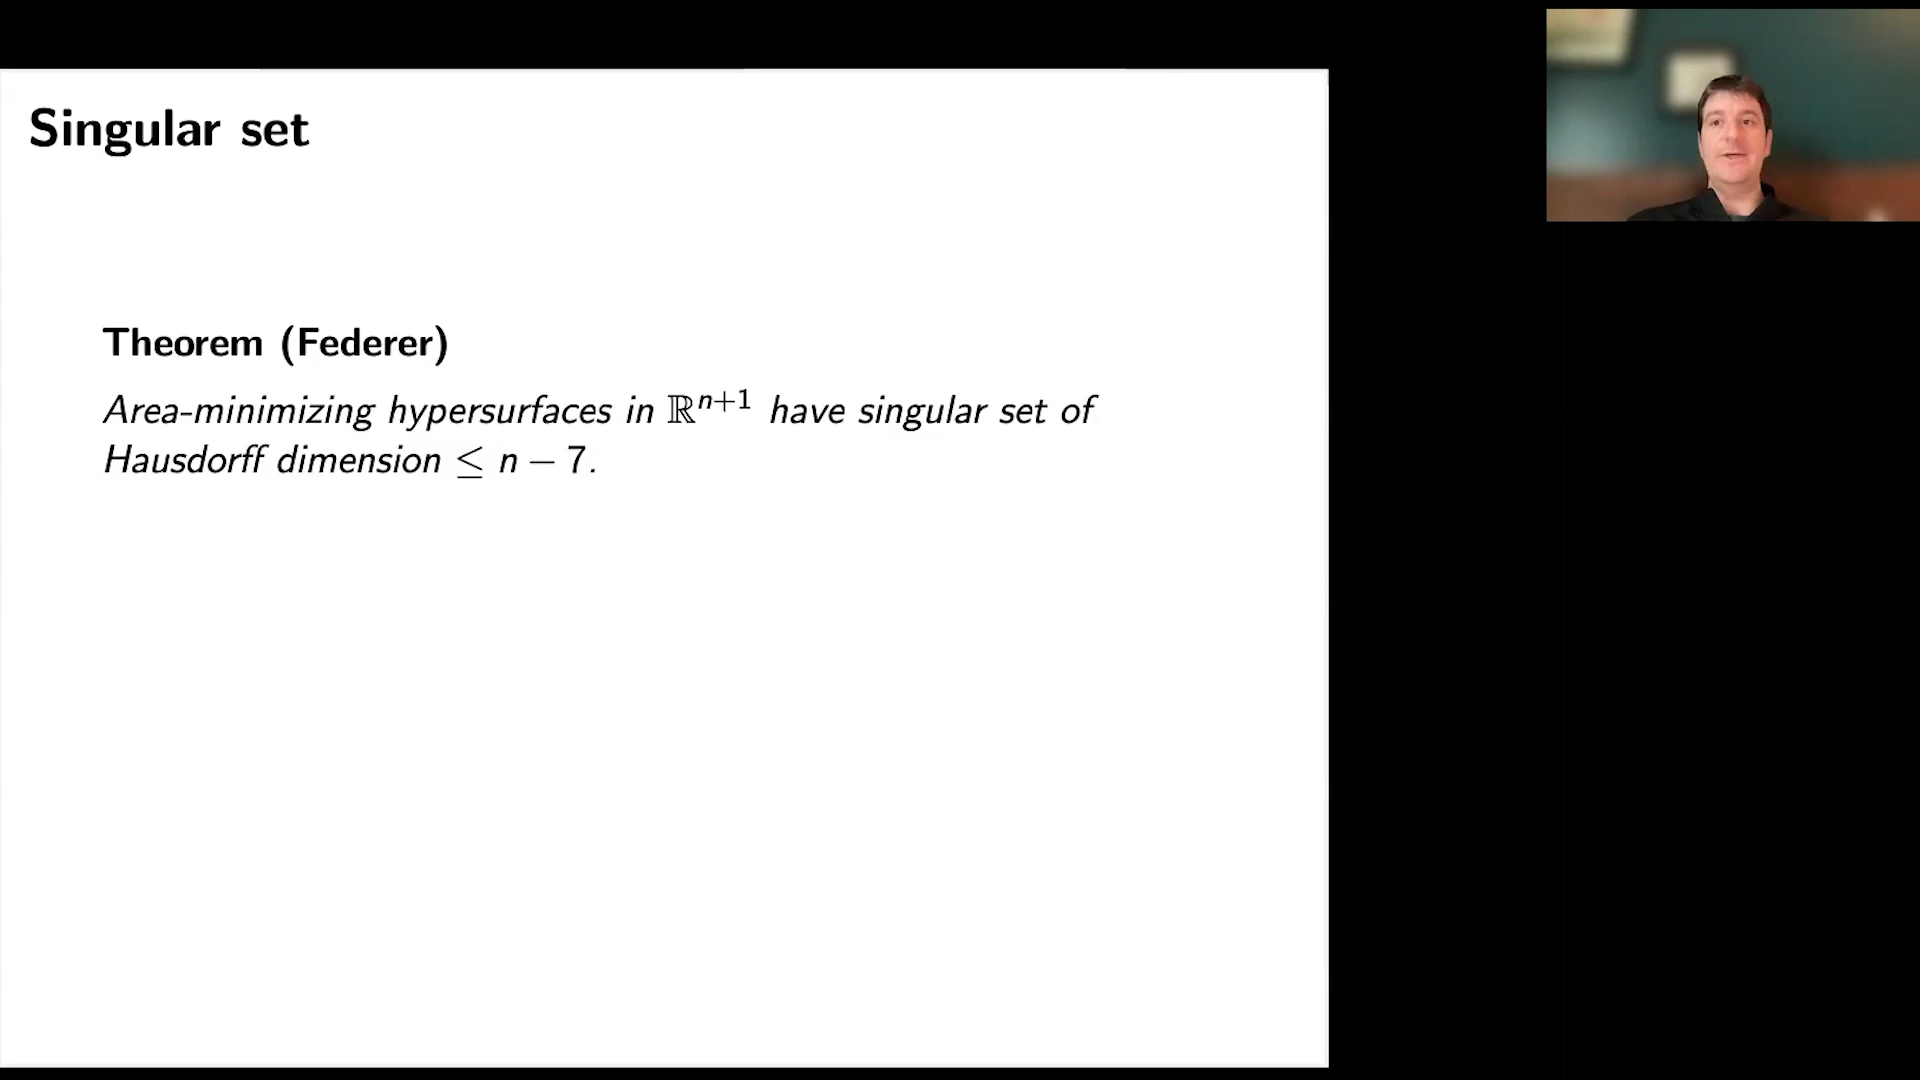 Singular set
Theorem (Federer)
Area-minimizing hypersurfaces in ℝⁿ⁺¹ have singular set of
Hausdorff dimension ≤ n − 7.